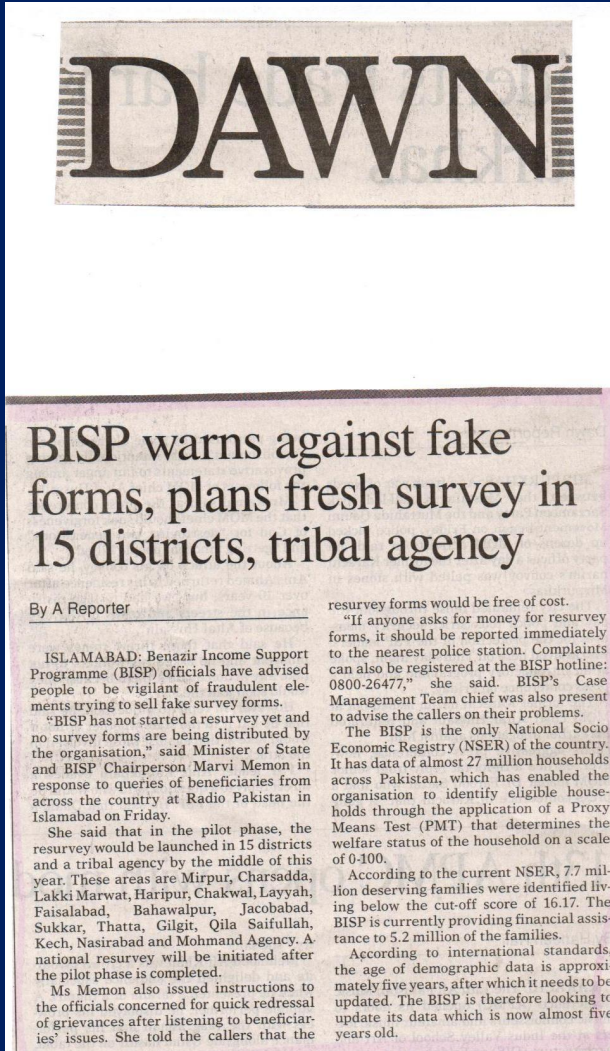 DAWN
BISP warns against fake
forms, plans fresh survey in
15 districts, tribal agency
By A Reporter
ISLAMABAD: Benazir Income Support
Programme (BISP) officials have advised
people to be vigilant of fraudulent ele-
ments trying to sell fake survey forms.
"BISP has not started a resurvey yet and
no survey forms are being distributed by
the organisation," said Minister of State
and BISP Chairperson Marvi Memon in
response to queries of beneficiaries from
across the country at Radio Pakistan in
Islamabad on Friday.
She said that in the pilot phase, the
resurvey would be launched in 15 districts
and a tribal agency by the middle of this
year. These areas are Mirpur, Charsadda,
Lakki Marwat, Haripur, Chakwal, Layyah,
Faisalabad, Bahawalpur, Jacobabad,
Sukkar, Thatta, Gilgit, Qila Saifullah,
Kech, Nasirabad and Mohmand Agency. A
national resurvey will be initiated after
the pilot phase is completed.
Ms Memon also issued instructions to
the officials concerned for quick redressal
of grievances after listening to beneficiar-
ies' issues. She told the callers that the
resurvey forms would be free of cost.
"If anyone asks for money for resurvey
forms, it should be reported immediately
to the nearest police station. Complaints
can also be registered at the BISP hotline:
0800-26477," she said. BISP's Case
Management Team chief was also present
to advise the callers on their problems.
The BISP is the only National Socio
Economic Registry (NSER) of the country.
It has data of almost 27 million households
across Pakistan, which has enabled the
organisation to identify eligible house-
holds through the application of a Proxy
Means Test (PMT) that determines the
welfare status of the household on a scale
of 0-100.
According to the current NSER, 7.7 mil-
lion deserving families were identified liv-
ing below the cut-off score of 16.17. The
BISP is currently providing financial assis-
tance to 5.2 million of the families.
According to international standards,
the age of demographic data is approxi-
mately five years, after which it needs to be
updated. The BISP is therefore looking to
update its data which is now almost five
years old.